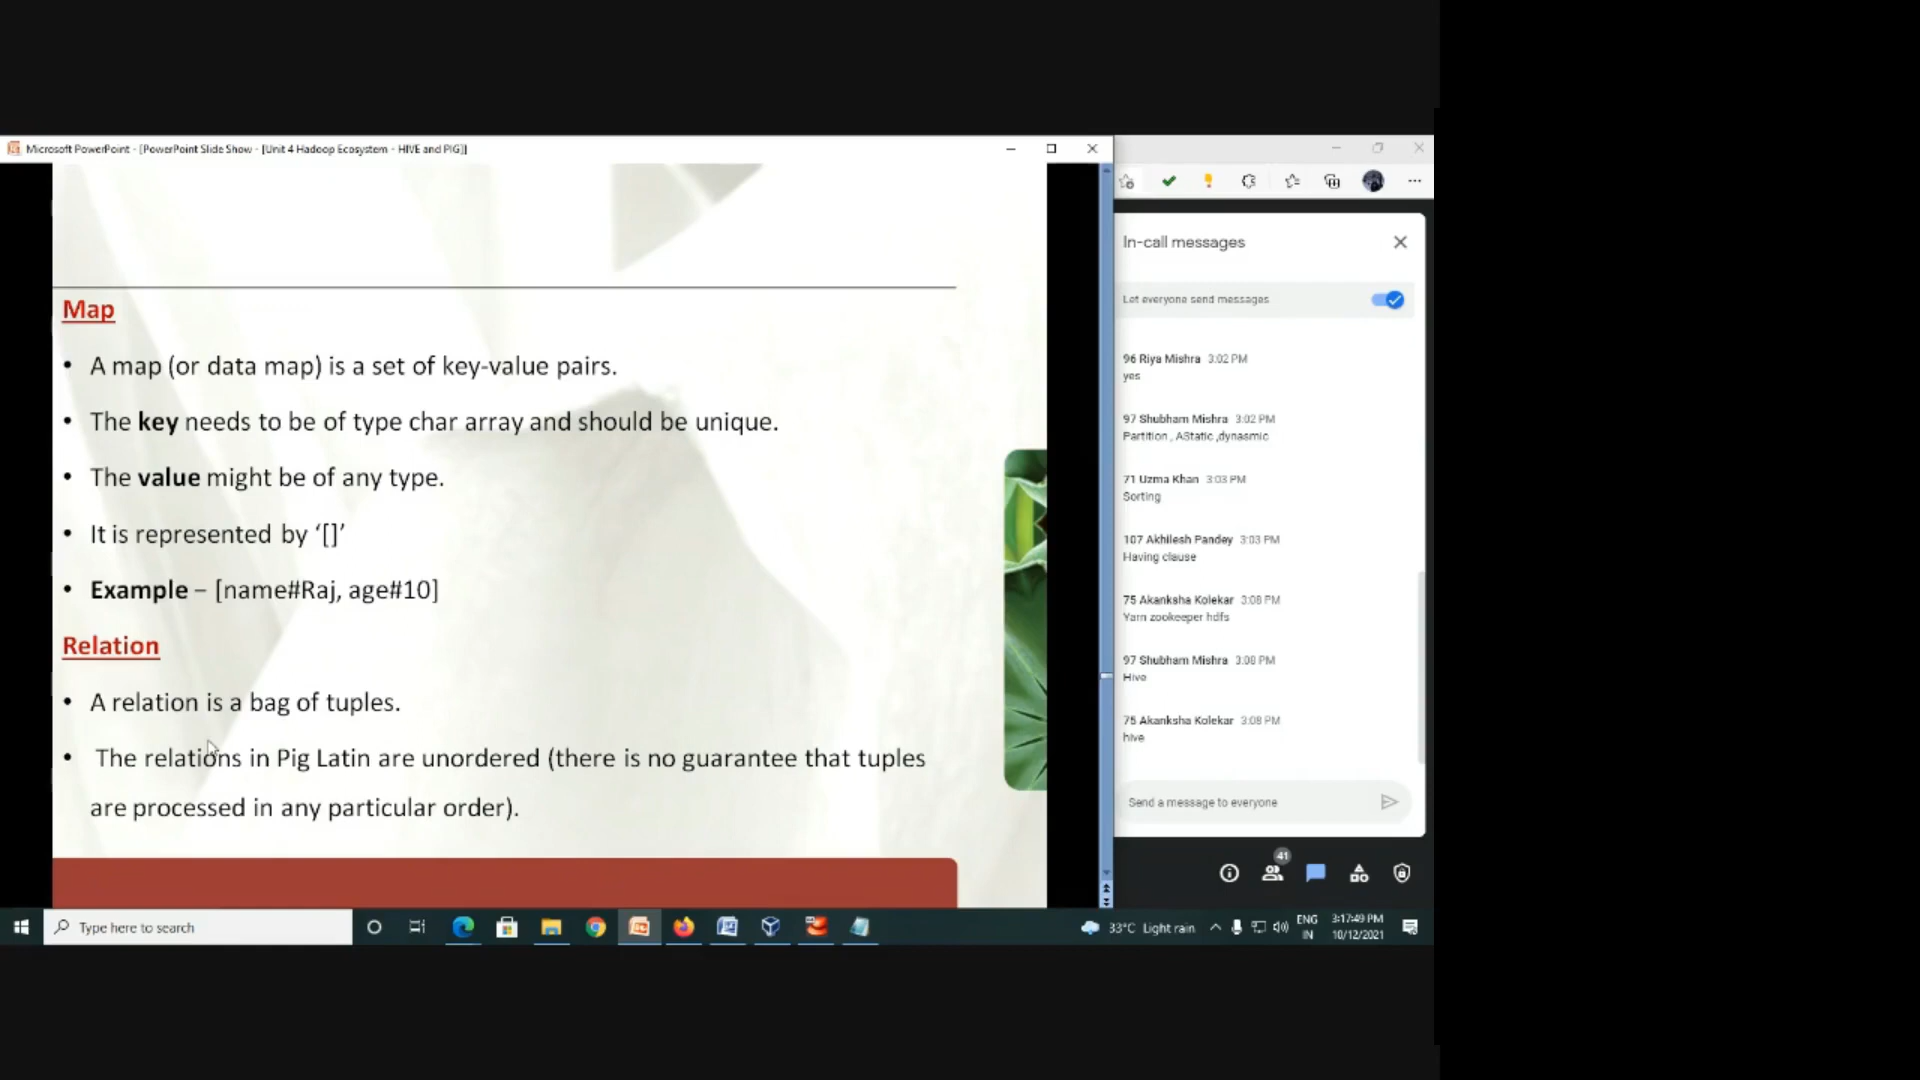 Microsoft PowerPoint - [PowerPoint Slide Show - [Unit 4 Hadoop Ecosystem - HIVE and PIG]]
Map
• A map (or data map) is a set of key-value pairs.
• The key needs to be of type char array and should be unique.
• The value might be of any type.
• It is represented by ‘[]’
• Example – [name#Raj, age#10]
Relation
• A relation is a bag of tuples.
• The relations in Pig Latin are unordered (there is no guarantee that tuples
are processed in any particular order).
In-call messages
Let everyone send messages
96 Riya Mishra 3:02 PM
yes
97 Shubham Mishra 3:02 PM
Partition , AStatic ,dynasmic
71 Uzma Khan 3:03 PM
Sorting
107 Akhilesh Pandey 3:03 PM
Having clause
75 Akanksha Kolekar 3:08 PM
Yarn zookeeper hdfs
97 Shubham Mishra 3:08 PM
Hive
75 Akanksha Kolekar 3:08 PM
hive
Send a message to everyone
41
Type here to search
33°C Light rain
ENG
IN
3:17:49 PM
10/12/2021